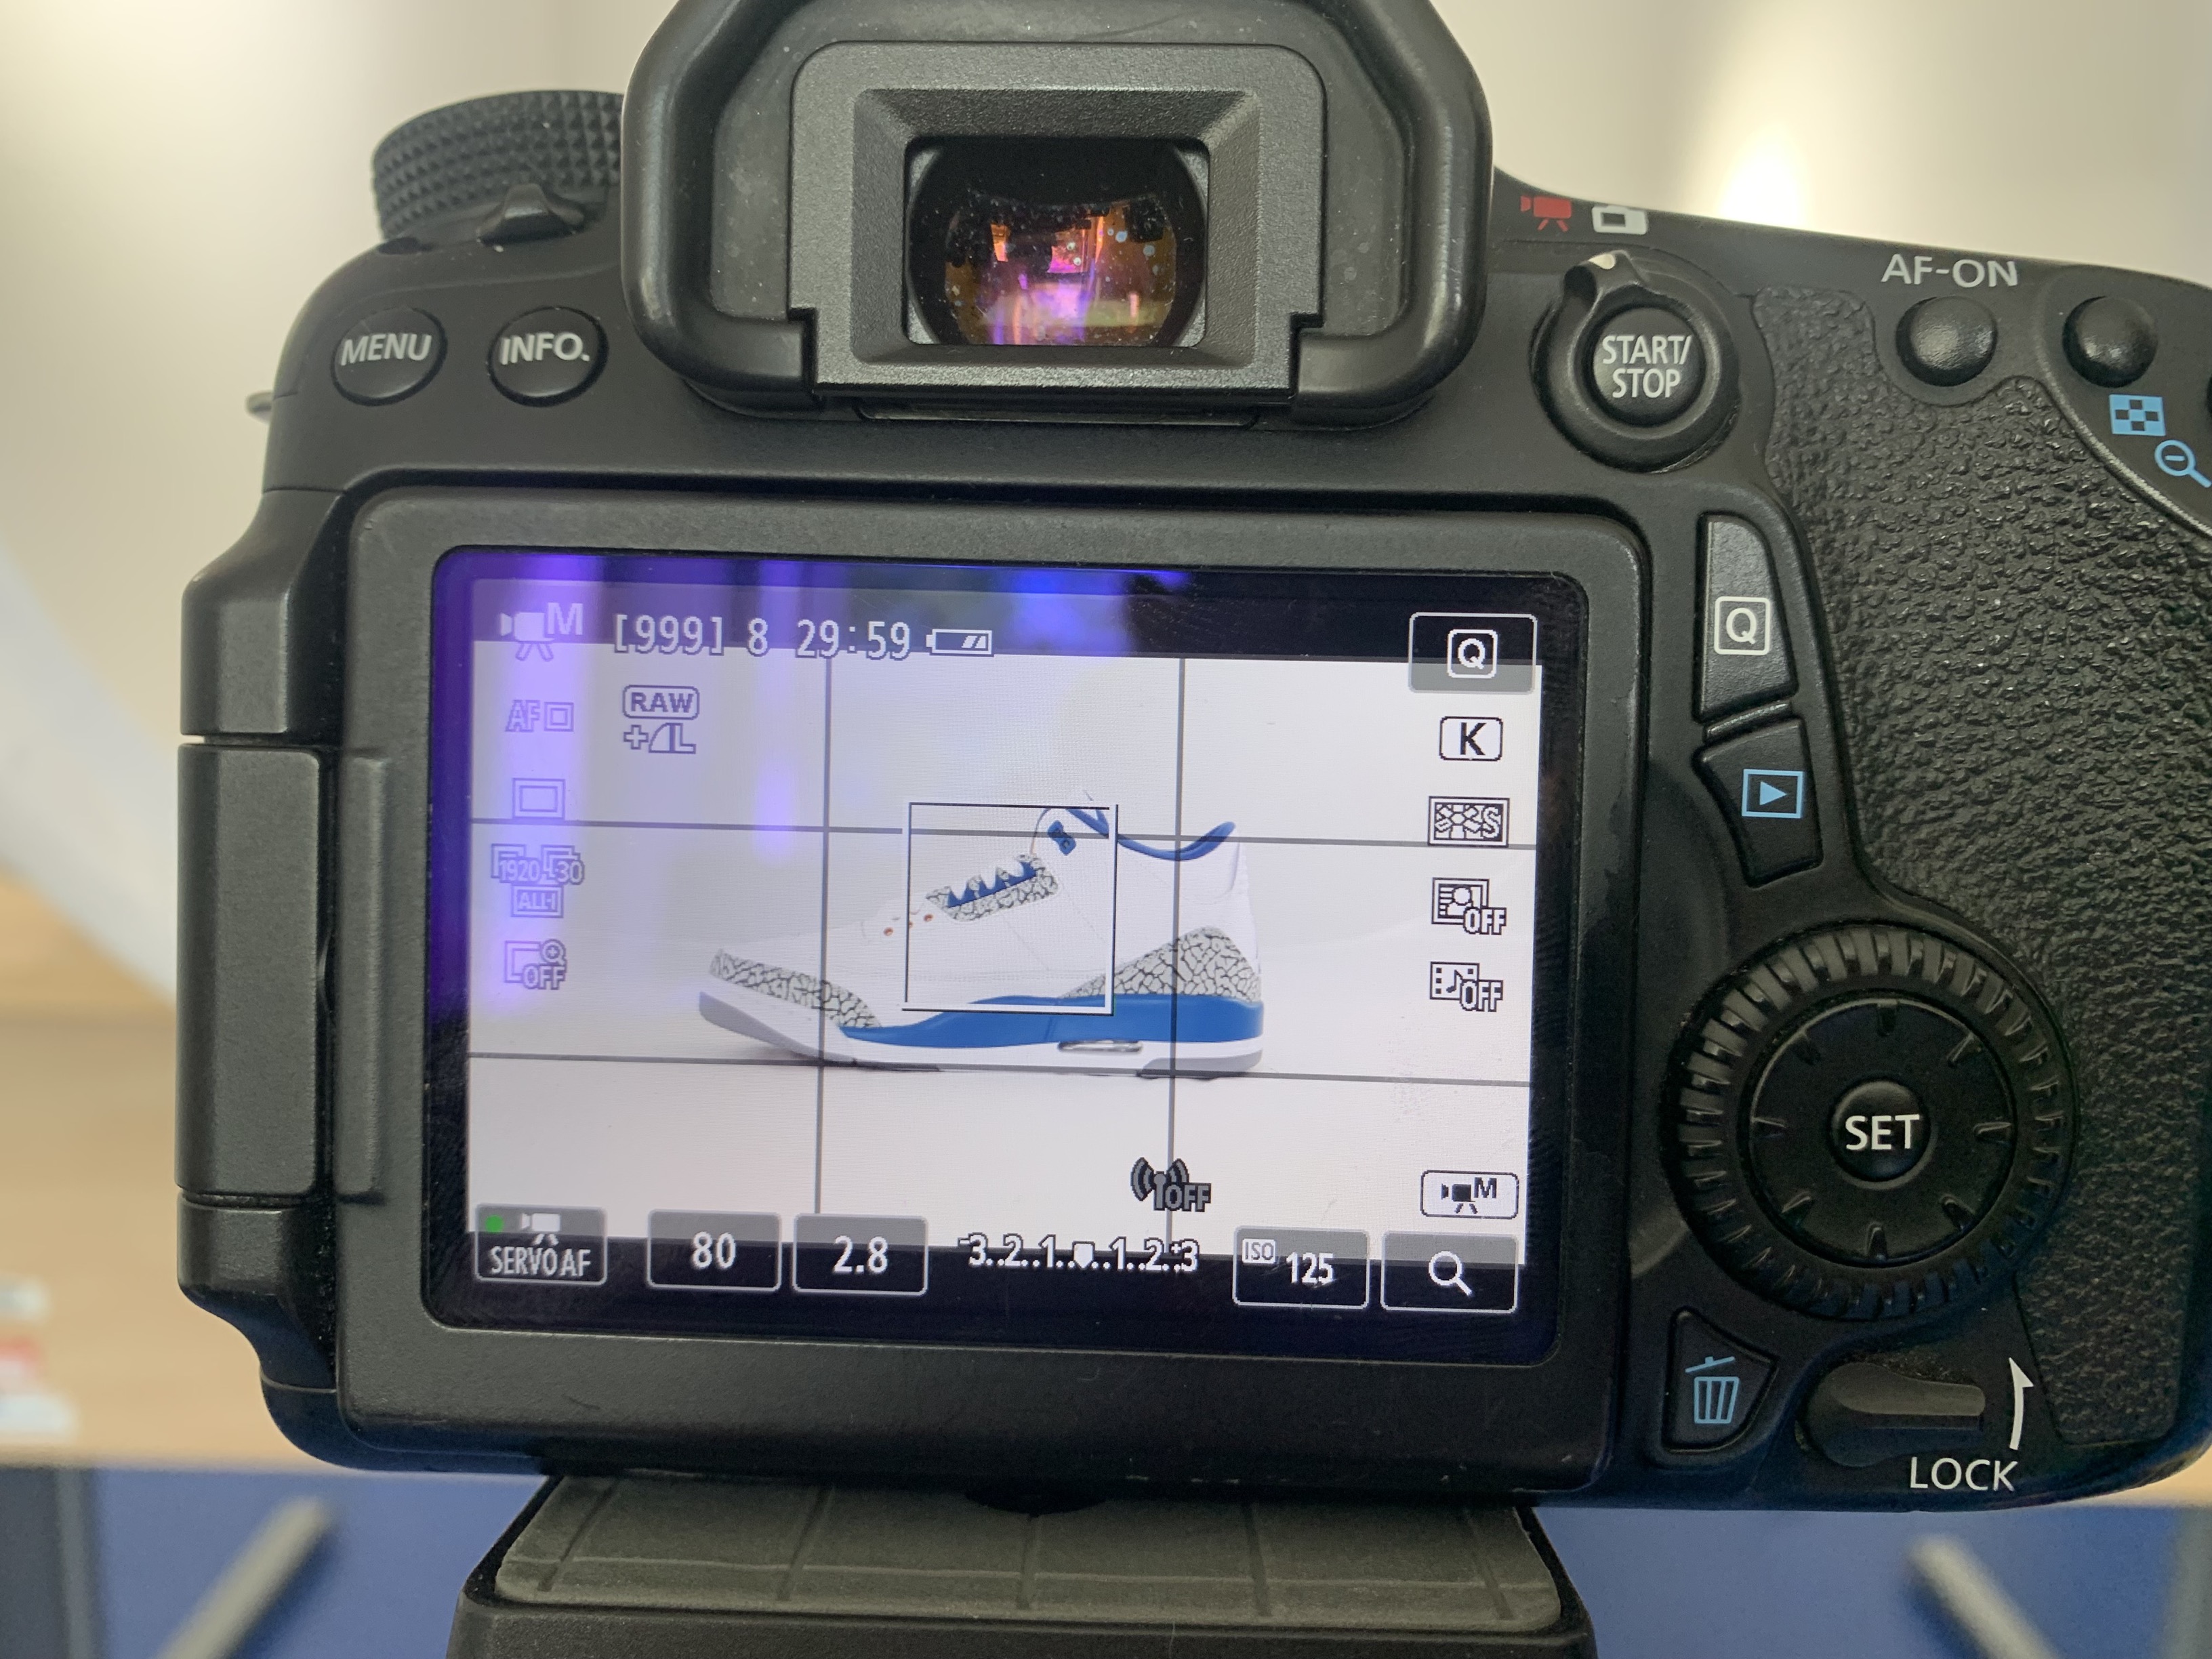 AF-ON
MENU
INFO.
START/
STOP
M [999] 8 29:59
Q
Q
AF
RAW
+L
K
S
1920 30
ALL-I
OFF
OFF
OFF
OFF
M
SERVO AF
80
2.8
-3..2..1..0..1..2..+3
ISO 125
SET
LOCK